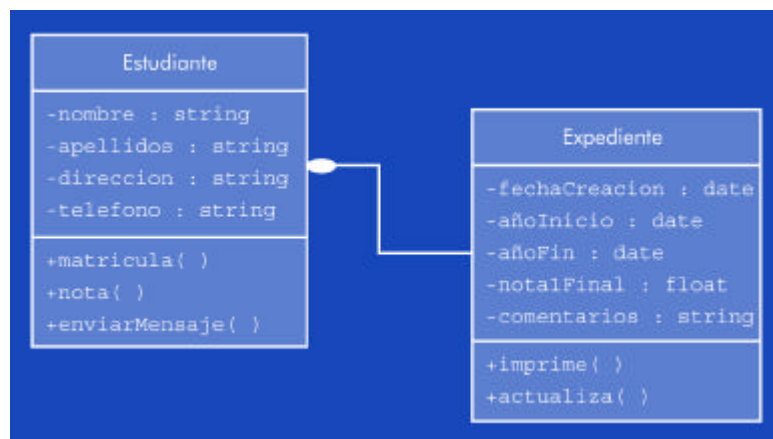 Estudiante
-nombre : string
-apellidos : string
-direccion : string
-telefono : string
+matricula( )
+nota( )
+enviarMensaje( )
Expediente
-fechaCreacion : date
-añoInicio : date
-añoFin : date
-nota1Final : float
-comentarios : string
+imprime( )
+actualiza( )